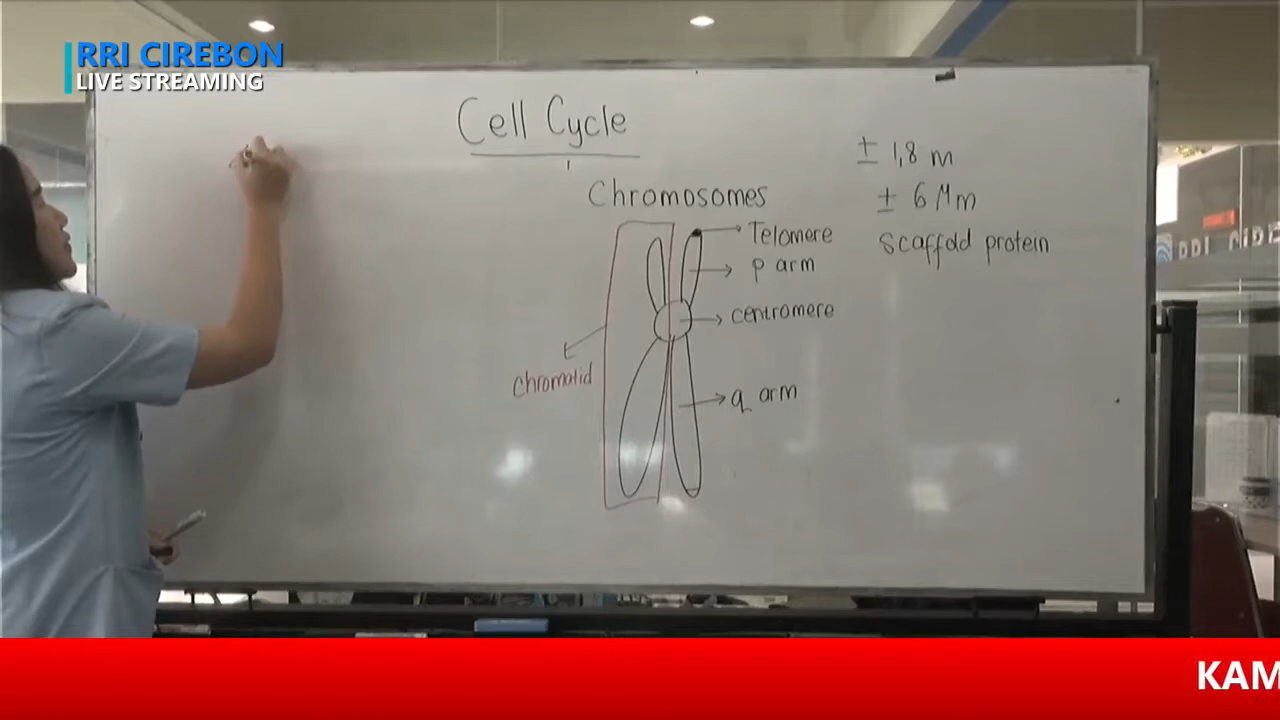 RRI CIREBON
LIVE STREAMING
Cell Cycle
Chromosomes
Telomere
p arm
centromere
q arm
chromatid
± 1,8 m
± 6 Mm
scaffold protein
KAM